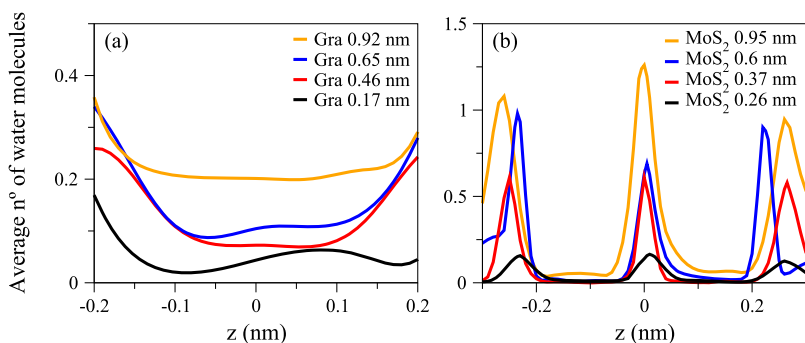 Average nº of water molecules
(a)
Gra 0.92 nm
Gra 0.65 nm
Gra 0.46 nm
Gra 0.17 nm
0.4
0.2
0
-0.2 -0.1 0 0.1 0.2
z (nm)
(b)
MoS2 0.95 nm
MoS2 0.6 nm
MoS2 0.37 nm
MoS2 0.26 nm
1.5
1
0.5
0
-0.2 0 0.2
z (nm)